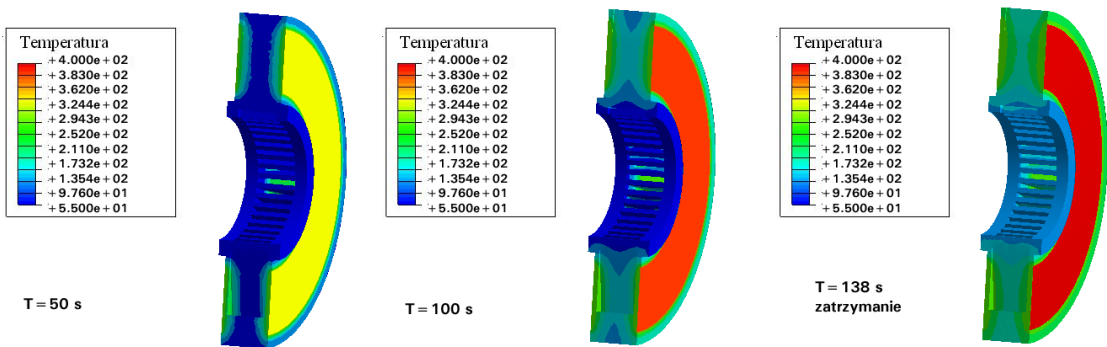 Temperatura
+ 4.000e + 02
+ 3.830e + 02
+ 3.620e + 02
+ 3.244e + 02
+ 2.943e + 02
+ 2.520e + 02
+ 2.110e + 02
+ 1.732e + 02
+ 1.354e + 02
+ 9.760e + 01
+ 5.500e + 01
T = 50 s
Temperatura
+ 4.000e + 02
+ 3.830e + 02
+ 3.620e + 02
+ 3.244e + 02
+ 2.943e + 02
+ 2.520e + 02
+ 2.110e + 02
+ 1.732e + 02
+ 1.354e + 02
+ 9.760e + 01
+ 5.500e + 01
T = 100 s
Temperatura
+ 4.000e + 02
+ 3.830e + 02
+ 3.620e + 02
+ 3.244e + 02
+ 2.943e + 02
+ 2.520e + 02
+ 2.110e + 02
+ 1.732e + 02
+ 1.354e + 02
+ 9.760e + 01
+ 5.500e + 01
T = 138 s
zatrzymanie